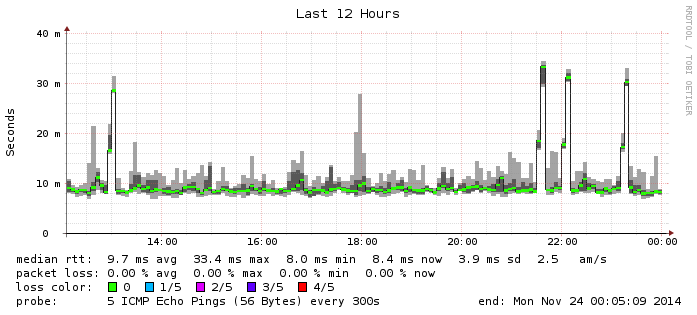 Last 12 Hours
RRDTOOL / TOBI OETIKER
Seconds
40 m
30 m
20 m
10 m
0
14:00 16:00 18:00 20:00 22:00 00:00
median rtt: 9.7 ms avg 33.4 ms max 8.0 ms min 8.4 ms now 3.9 ms sd 2.5 am/s
packet loss: 0.00 % avg 0.00 % max 0.00 % min 0.00 % now
loss color: 0 1/5 2/5 3/5 4/5
probe: 5 ICMP Echo Pings (56 Bytes) every 300s end: Mon Nov 24 00:05:09 2014